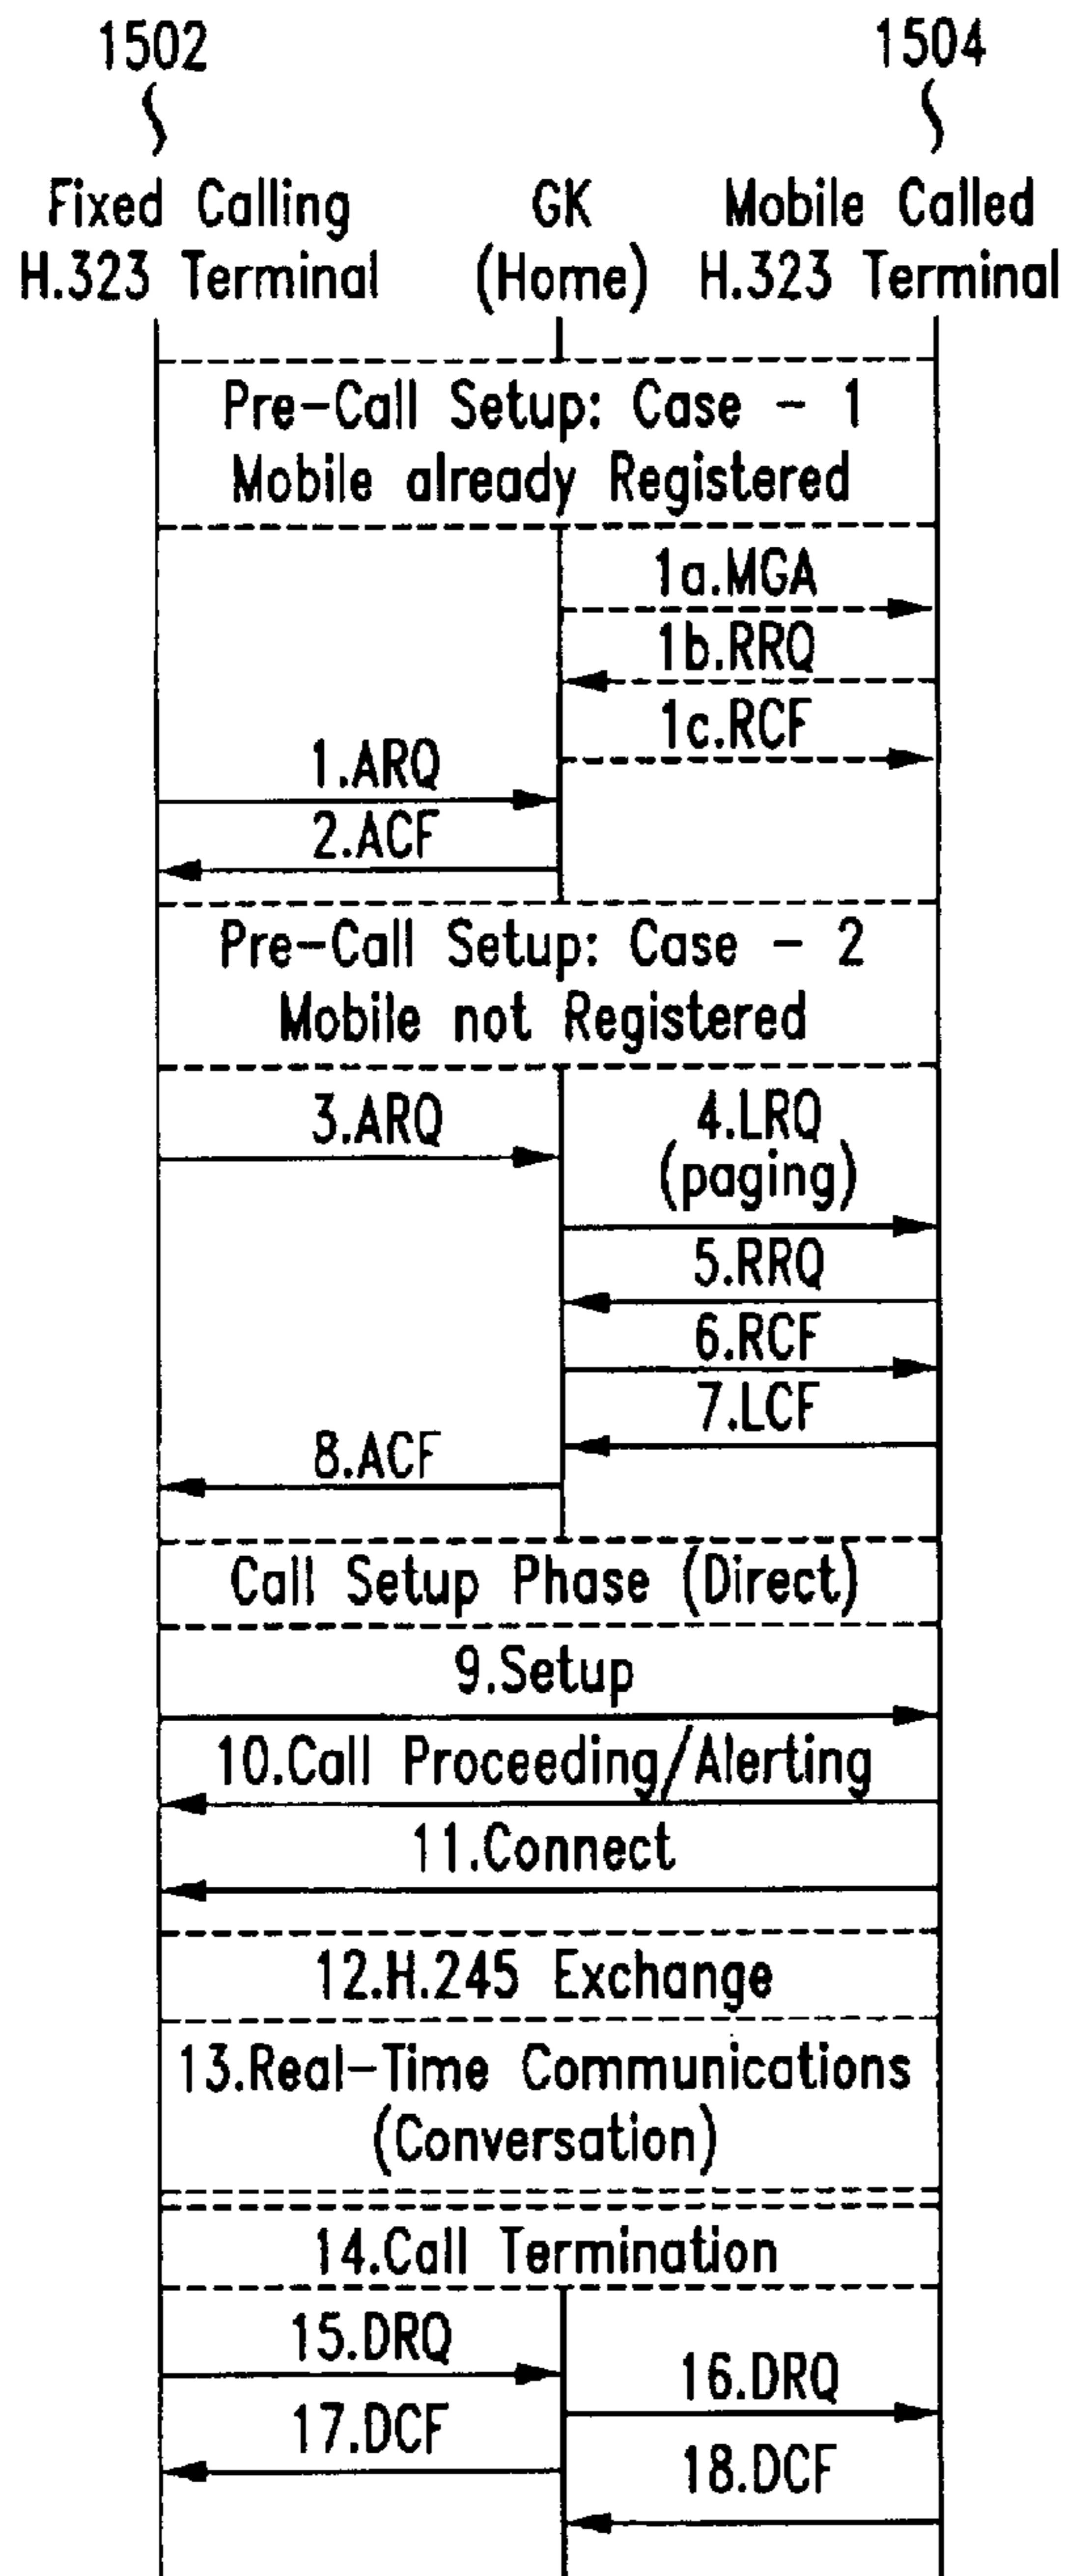 1502
1504
Fixed Calling
H.323 Terminal
GK
(Home)
Mobile Called
H.323 Terminal
Pre-Call Setup: Case - 1
Mobile already Registered
1a.MGA
1b.RRQ
1c.RCF
1.ARQ
2.ACF
Pre-Call Setup: Case - 2
Mobile not Registered
3.ARQ
4.LRQ
(paging)
5.RRQ
6.RCF
7.LCF
8.ACF
Call Setup Phase (Direct)
9.Setup
10.Call Proceeding/Alerting
11.Connect
12.H.245 Exchange
13.Real-Time Communications
(Conversation)
14.Call Termination
15.DRQ
16.DRQ
17.DCF
18.DCF